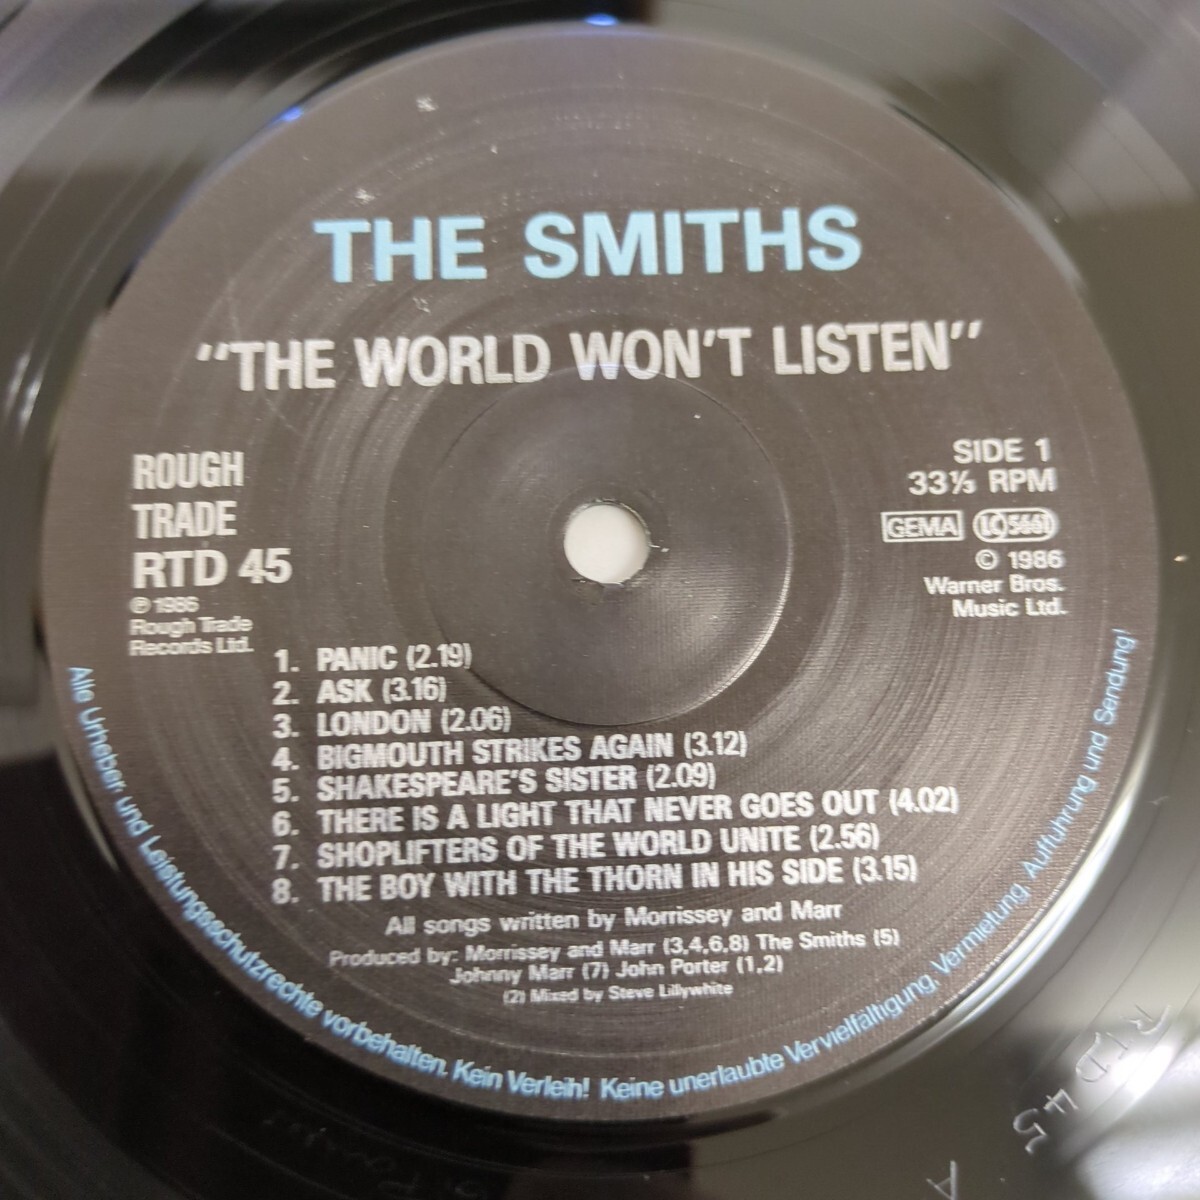 THE SMITHS
"THE WORLD WON'T LISTEN"
ROUGH
TRADE
RTD 45
℗ 1986
Rough Trade
Records Ltd.
SIDE 1
33⅓ RPM
GEMA LC 5661
© 1986
Warner Bros.
Music Ltd.
1. PANIC (2.19)
2. ASK (3.16)
3. LONDON (2.06)
4. BIGMOUTH STRIKES AGAIN (3.12)
5. SHAKESPEARE'S SISTER (2.09)
6. THERE IS A LIGHT THAT NEVER GOES OUT (4.02)
7. SHOPLIFTERS OF THE WORLD UNITE (2.56)
8. THE BOY WITH THE THORN IN HIS SIDE (3.15)
All songs written by Morrissey and Marr
Produced by: Morrissey and Marr (3,4,6,8) The Smiths (5)
Johnny Marr (7) John Porter (1,2)
(2) Mixed by Steve Lillywhite
Alle Urheber und Leistungsschutzrechte vorbehalten. Kein Verleih! Keine unerlaubte Vervielfältigung, Vermietung, Aufführung und Sendung!
RTD 45 A